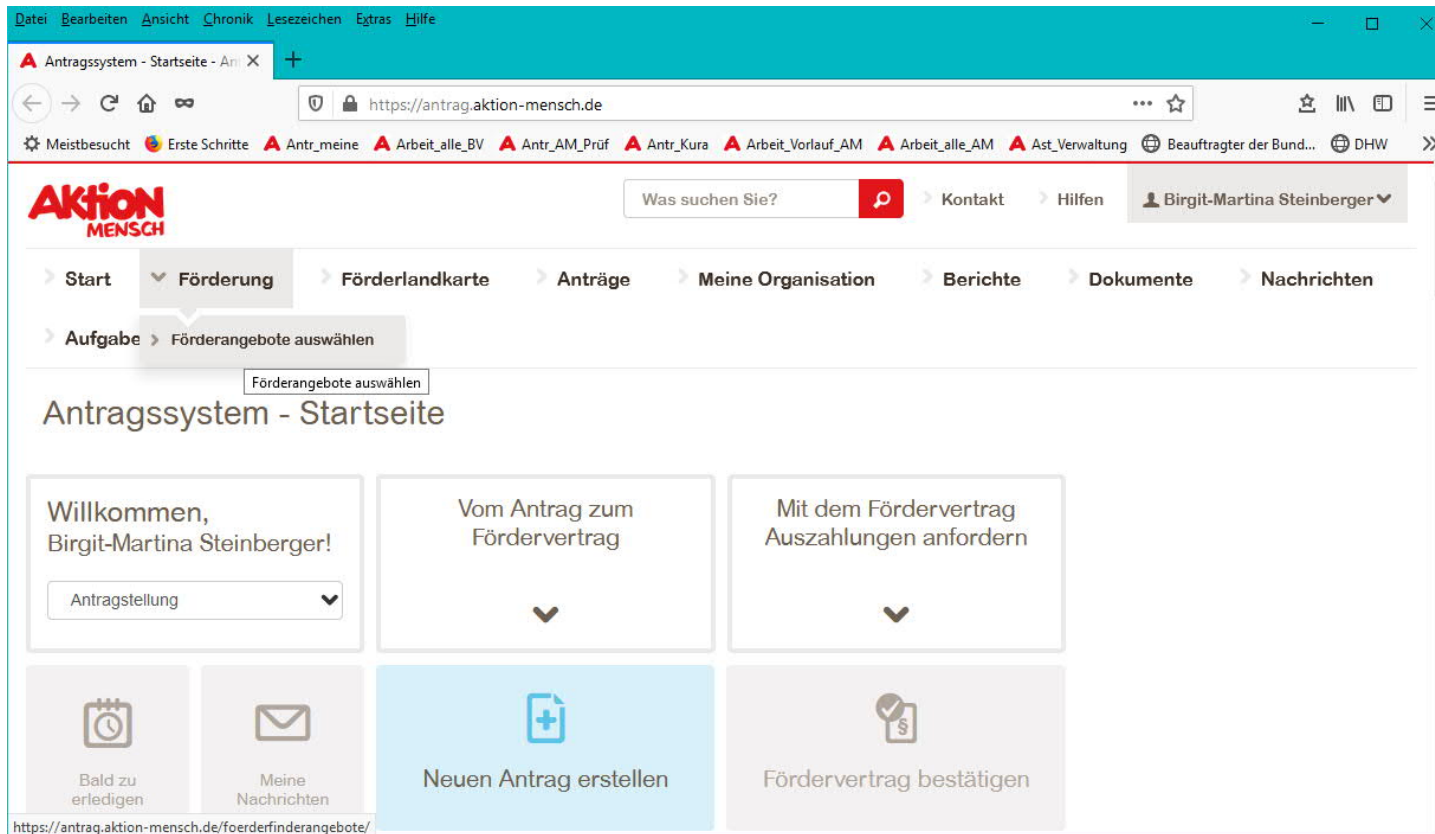 Datei Bearbeiten Ansicht Chronik Lesezeichen Extras Hilfe
Antragssystem - Startseite - An
https://antrag.aktion-mensch.de
Meistbesucht Erste Schritte Antr_meine Arbeit_alle_BV Antr_AM_Prüf Antr_Kura Arbeit_Vorlauf_AM Arbeit_alle_AM Ast_Verwaltung Beauftragter der Bund... DHW
AKtioN
MENSCH
Was suchen Sie? Kontakt Hilfen Birgit-Martina Steinberger
Start Förderung Förderlandkarte Anträge Meine Organisation Berichte Dokumente Nachrichten
Aufgabe Förderangebote auswählen
Förderangebote auswählen
Antragssystem - Startseite
Willkommen,
Birgit-Martina Steinberger!
Antragstellung
Vom Antrag zum
Fördervertrag
Mit dem Fördervertrag
Auszahlungen anfordern
Bald zu
erledigen
Meine
Nachrichten
Neuen Antrag erstellen
§
Fördervertrag bestätigen
https://antrag.aktion-mensch.de/foerderfinderangebote/